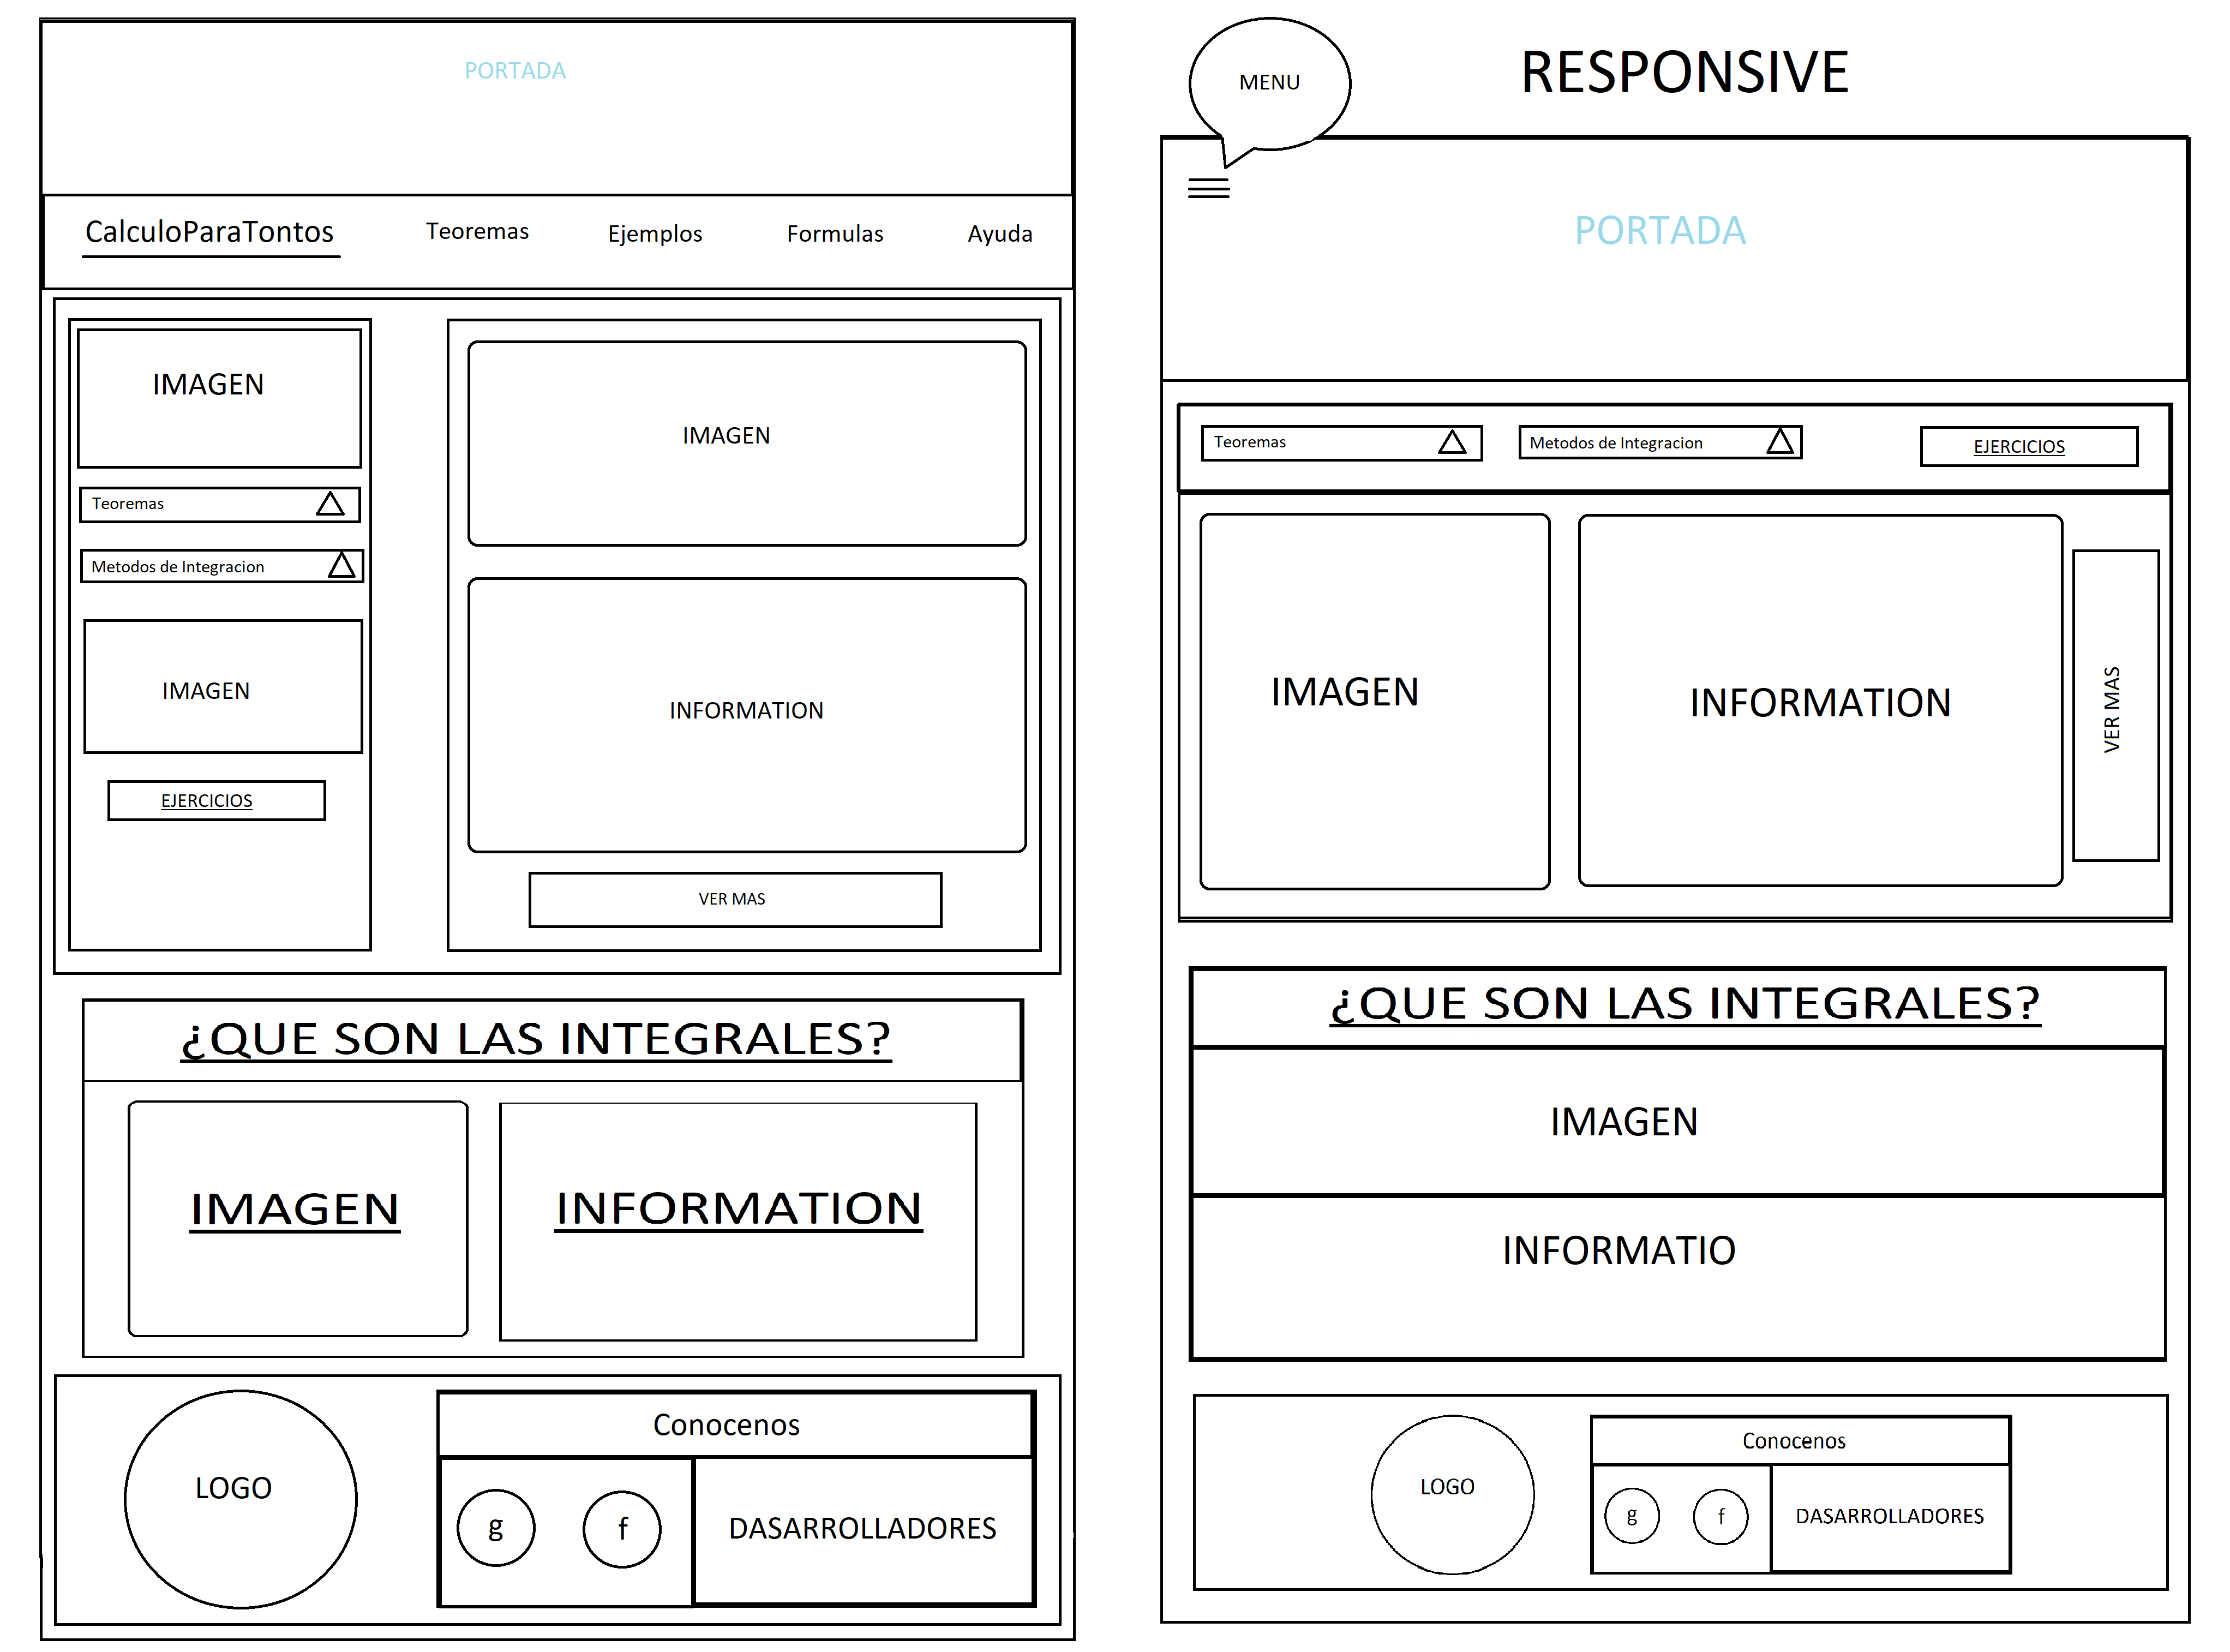 PORTADA
CalculoParaTontos Teoremas Ejemplos Formulas Ayuda
IMAGEN
Teoremas
Metodos de Integracion
IMAGEN
EJERCICIOS
IMAGEN
INFORMATION
VER MAS
¿QUE SON LAS INTEGRALES?
IMAGEN
INFORMATION
LOGO
Conocenos
g f
DASARROLLADORES
MENU
RESPONSIVE
PORTADA
Teoremas
Metodos de Integracion
EJERCICIOS
IMAGEN
INFORMATION
VER MAS
¿QUE SON LAS INTEGRALES?
IMAGEN
INFORMATIO
LOGO
Conocenos
g f
DASARROLLADORES